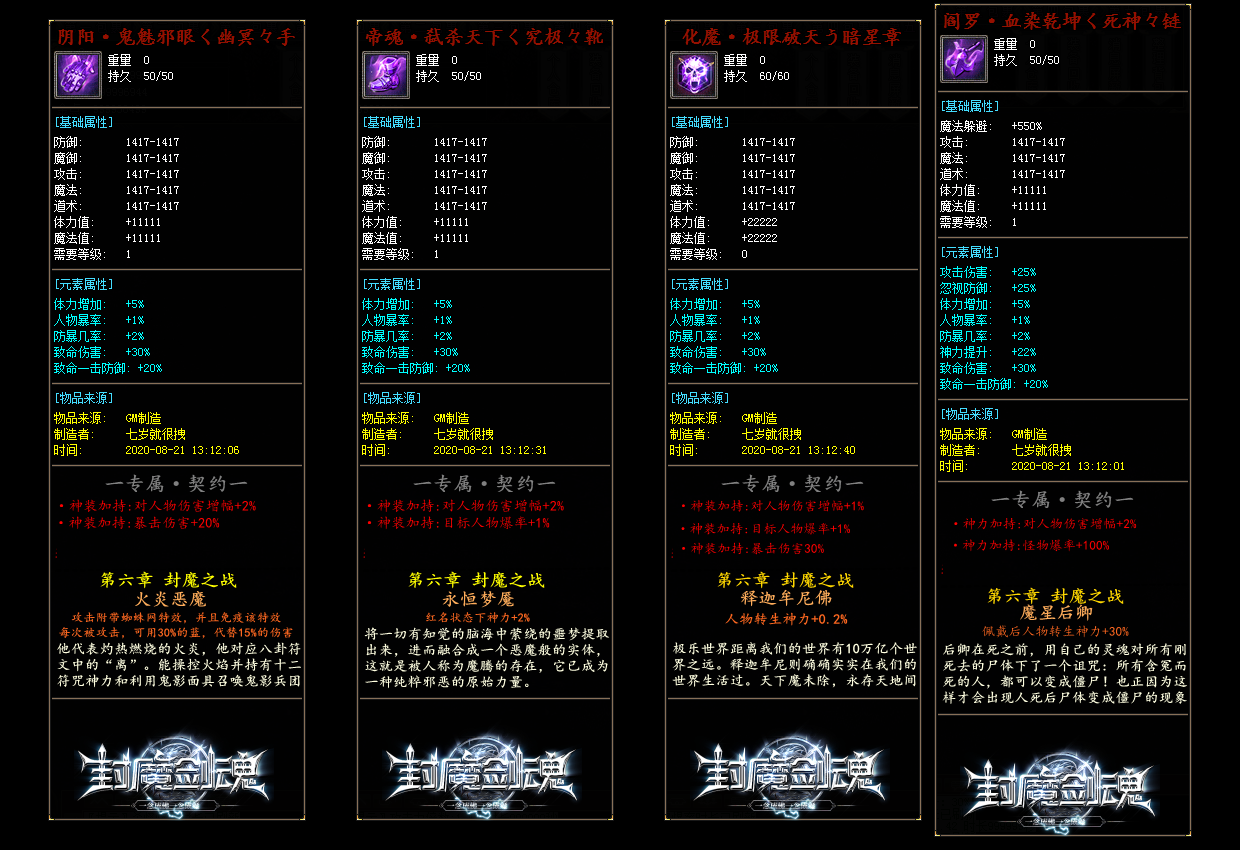 阴阳·鬼魅邪眼く幽冥々手
重量 0
持久 50/50
[基础属性]
防御: 1417-1417
魔御: 1417-1417
攻击: 1417-1417
魔法: 1417-1417
道术: 1417-1417
体力值: +11111
魔法值: +11111
需要等级: 1
[元素属性]
体力增加: +5%
人物暴率: +1%
防暴几率: +2%
致命伤害: +30%
致命一击防御: +20%
[物品来源]
物品来源: GM制造
制造者: 七岁就很拽
时间: 2020-08-21 13:12:06
一专属·契约一
·神装加持:对人物伤害增幅+2%
·神装加持:暴击伤害+20%
:
第六章 封魔之战
火炎恶魔
攻击附带蜘蛛网特效，并且免疫该特效
每次被攻击，可用30%的蓝，代替15%的伤害
他代表灼热燃烧的火炎，他对应八卦符
文中的“离”。能操控火焰并持有十二
符咒神力和利用鬼影面具召唤鬼影兵团
封魔剑魂
帝魂·弑杀天下く究极々靴
重量 0
持久 50/50
[基础属性]
防御: 1417-1417
魔御: 1417-1417
攻击: 1417-1417
魔法: 1417-1417
道术: 1417-1417
体力值: +11111
魔法值: +11111
需要等级: 1
[元素属性]
体力增加: +5%
人物暴率: +1%
防暴几率: +2%
致命伤害: +30%
致命一击防御: +20%
[物品来源]
物品来源: GM制造
制造者: 七岁就很拽
时间: 2020-08-21 13:12:31
一专属·契约一
·神装加持:对人物伤害增幅+2%
·神装加持:目标人物爆率+1%
:
第六章 封魔之战
永恒梦魇
红名状态下神力+2%
将一切有知觉的脑海中萦绕的噩梦提取
出来，进而融合成一个恶魔般的实体，
这就是被人称为魔腾的存在，它已成为
一种纯粹邪恶的原始力量。
封魔剑魂
化魔·极限破天う暗星章
重量 0
持久 60/60
[基础属性]
防御: 1417-1417
魔御: 1417-1417
攻击: 1417-1417
魔法: 1417-1417
道术: 1417-1417
体力值: +22222
魔法值: +22222
需要等级: 0
[元素属性]
体力增加: +5%
人物暴率: +1%
防暴几率: +2%
致命伤害: +30%
致命一击防御: +20%
[物品来源]
物品来源: GM制造
制造者: 七岁就很拽
时间: 2020-08-21 13:12:40
一专属·契约一
·神装加持:对人物伤害增幅+1%
·神装加持:目标人物爆率+1%
:·神装加持:暴击伤害30%
第六章 封魔之战
释迦牟尼佛
人物转生神力+0.2%
极乐世界距离我们的世界有10万亿个世
界之远。释迦牟尼则确确实实在我们的
世界生活过。天下魔未除，永存天地间
封魔剑魂
阎罗·血染乾坤く死神々链
重量 0
持久 50/50
[基础属性]
魔法躲避: +550%
攻击: 1417-1417
魔法: 1417-1417
道术: 1417-1417
体力值: +11111
魔法值: +11111
需要等级: 1
[元素属性]
攻击伤害: +25%
忽视防御: +25%
体力增加: +5%
人物暴率: +1%
防暴几率: +2%
神力提升: +22%
致命伤害: +30%
致命一击防御: +20%
[物品来源]
物品来源: GM制造
制造者: 七岁就很拽
时间: 2020-08-21 13:12:01
一专属·契约一
·神力加持:对人物伤害增幅+2%
·神力加持:怪物爆率+100%
:
第六章 封魔之战
魔星后卿
佩戴后人物转生神力+30%
后卿在死之前，用自己的灵魂对所有刚
死去的尸体下了一个诅咒：所有含冤而
死的人，都可以变成僵尸！也正因为这
样才会出现人死后尸体变成僵尸的现象
封魔剑魂